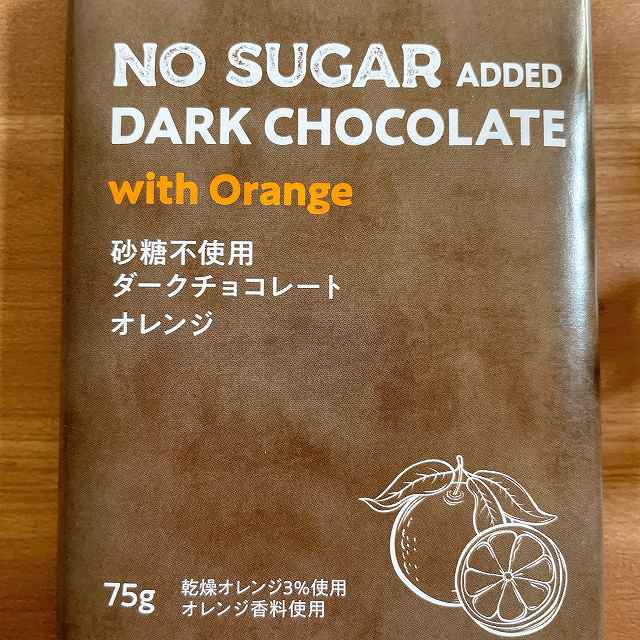 NO SUGAR ADDED
DARK CHOCOLATE
with Orange
砂糖不使用
ダークチョコレート
オレンジ
75g
乾燥オレンジ3%使用
オレンジ香料使用